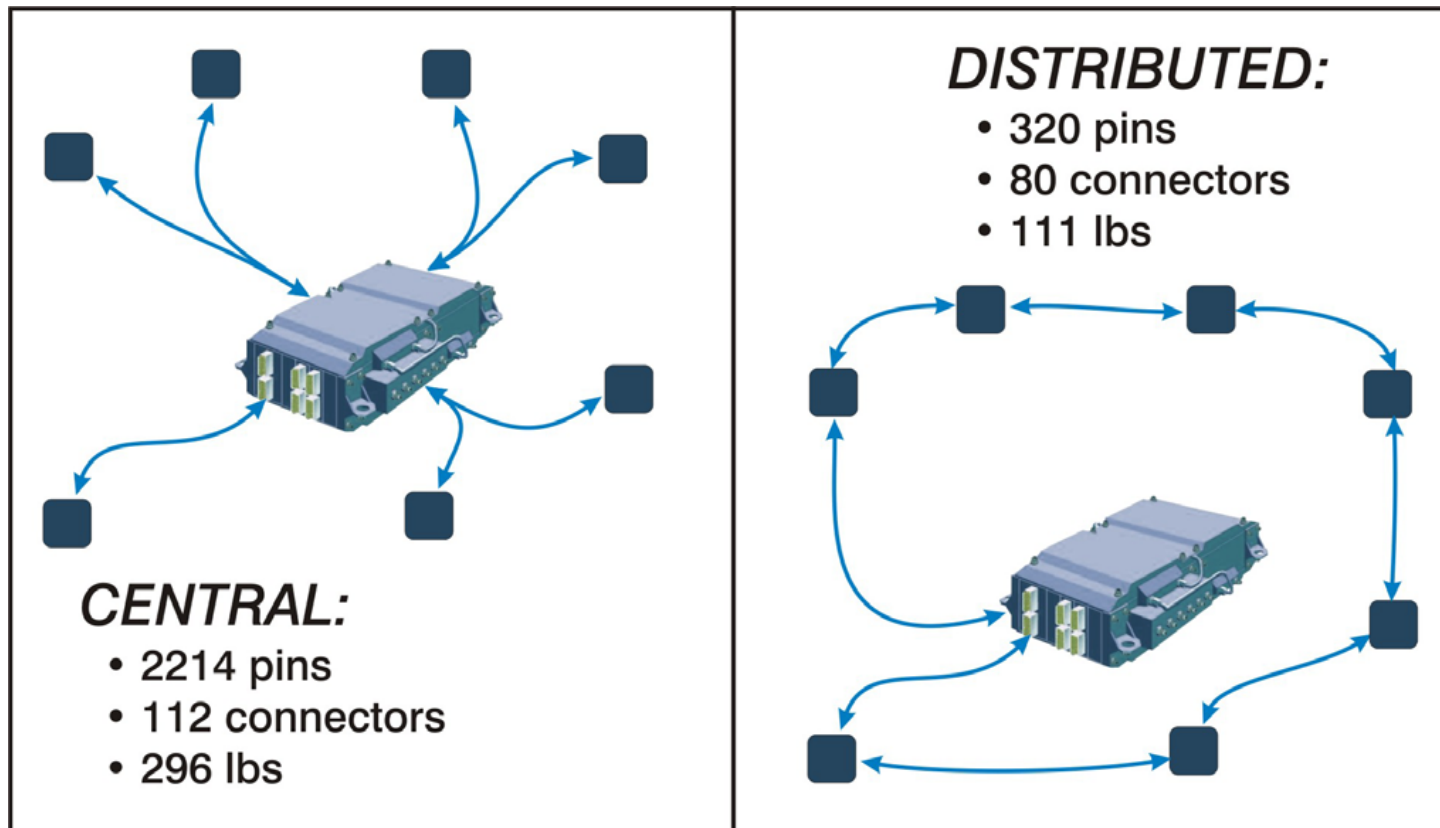 CENTRAL:
• 2214 pins
• 112 connectors
• 296 lbs
DISTRIBUTED:
• 320 pins
• 80 connectors
• 111 lbs